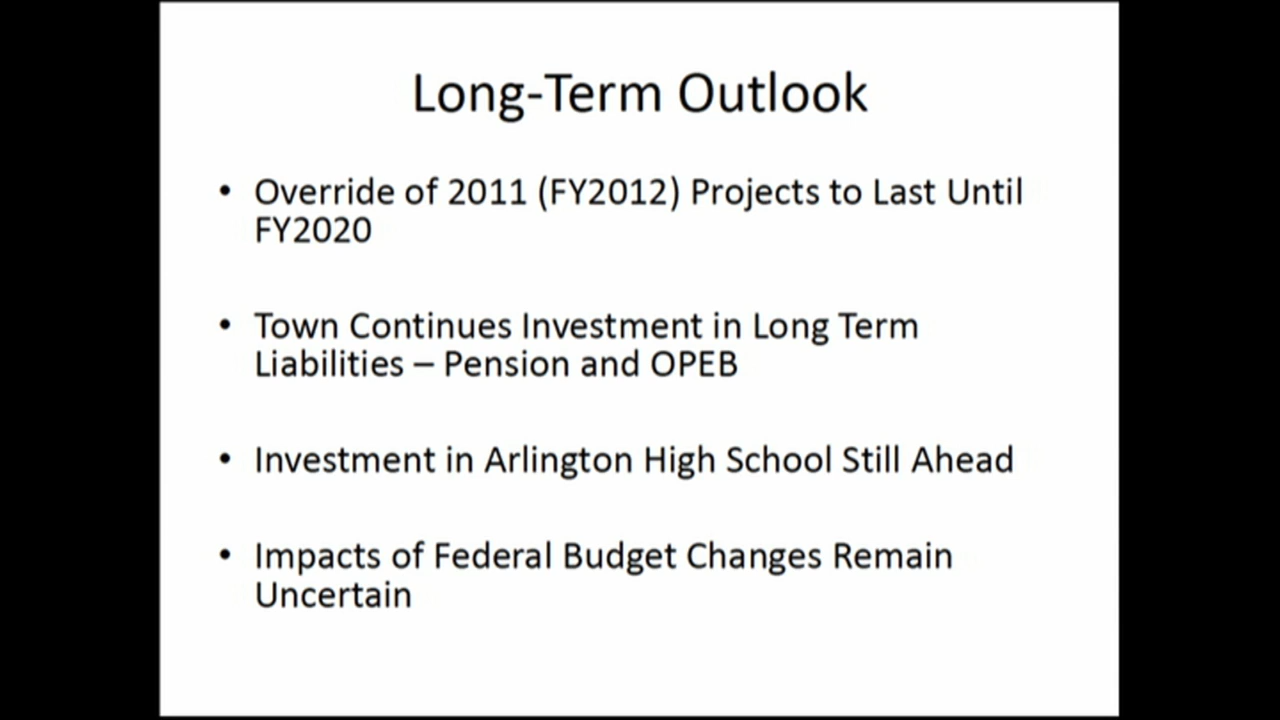 Long-Term Outlook
• Override of 2011 (FY2012) Projects to Last Until
FY2020
• Town Continues Investment in Long Term
Liabilities – Pension and OPEB
• Investment in Arlington High School Still Ahead
• Impacts of Federal Budget Changes Remain
Uncertain